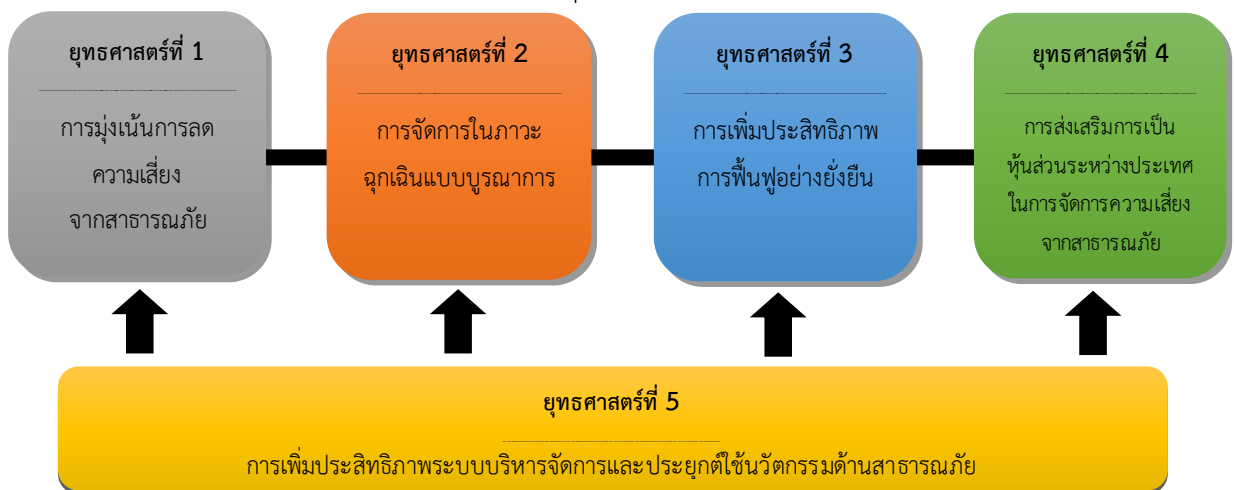 ยุทธศาสตร์ที่ 1
การมุ่งเน้นการลด
ความเสี่ยง
จากสาธารณภัย
ยุทธศาสตร์ที่ 2
การจัดการในภาวะ
ฉุกเฉินแบบบูรณาการ
ยุทธศาสตร์ที่ 3
การเพิ่มประสิทธิภาพ
การฟื้นฟูอย่างยั่งยืน
ยุทธศาสตร์ที่ 4
การส่งเสริมการเป็น
หุ้นส่วนระหว่างประเทศ
ในการจัดการความเสี่ยง
จากสาธารณภัย
ยุทธศาสตร์ที่ 5
การเพิ่มประสิทธิภาพระบบบริหารจัดการและประยุกต์ใช้นวัตกรรมด้านสาธารณภัย